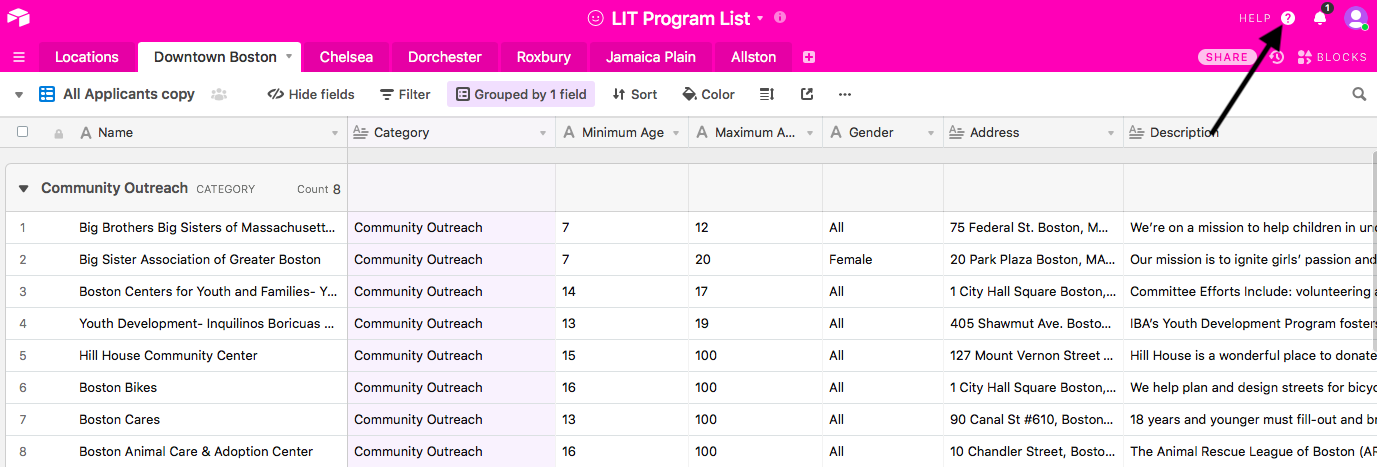 LIT Program List
HELP ?
1
Locations Downtown Boston Chelsea Dorchester Roxbury Jamaica Plain Allston
SHARE BLOCKS
All Applicants copy Hide fields Filter Grouped by 1 field Sort Color
Name Category Minimum Age Maximum A... Gender Address Description
Community Outreach CATEGORY Count 8
1 Big Brothers Big Sisters of Massachusett... Community Outreach 7 12 All 75 Federal St. Boston, M... We’re on a mission to help children in und
2 Big Sister Association of Greater Boston Community Outreach 7 20 Female 20 Park Plaza Boston, MA... Our mission is to ignite girls’ passion and
3 Boston Centers for Youth and Families- Y... Community Outreach 14 17 All 1 City Hall Square Boston,... Committee Efforts Include: volunteering a
4 Youth Development- Inquilinos Boricuas ... Community Outreach 13 19 All 405 Shawmut Ave. Bosto... IBA’s Youth Development Program fosters
5 Hill House Community Center Community Outreach 15 100 All 127 Mount Vernon Street ... Hill House is a wonderful place to donate
6 Boston Bikes Community Outreach 16 100 All 1 City Hall Square Boston,... We help plan and design streets for bicyc
7 Boston Cares Community Outreach 13 100 All 90 Canal St #610, Boston... 18 years and younger must fill-out and br
8 Boston Animal Care & Adoption Center Community Outreach 16 100 All 10 Chandler Street, Bosto... The Animal Rescue League of Boston (AR